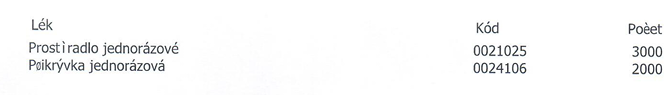 Lék Kód Poèet
Prostìradlo jednorázové 0021025 3000
Pøikrývka jednorázová 0024106 2000